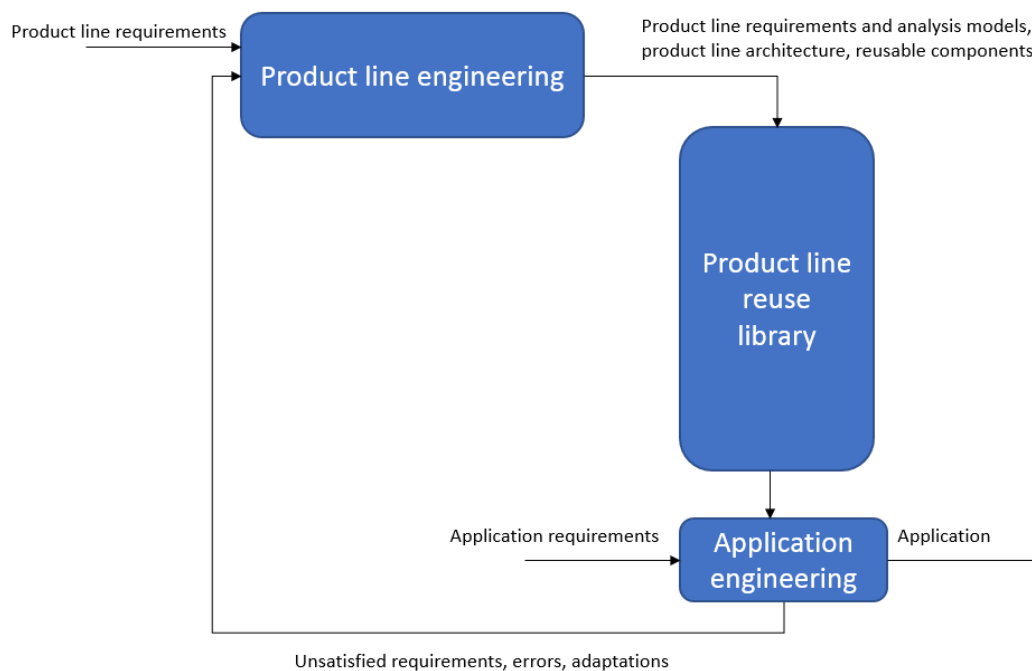 Product line requirements
Product line requirements and analysis models,
product line architecture, reusable components
Product line engineering
Product line
reuse
library
Application requirements
Application
engineering
Application
Unsatisfied requirements, errors, adaptations